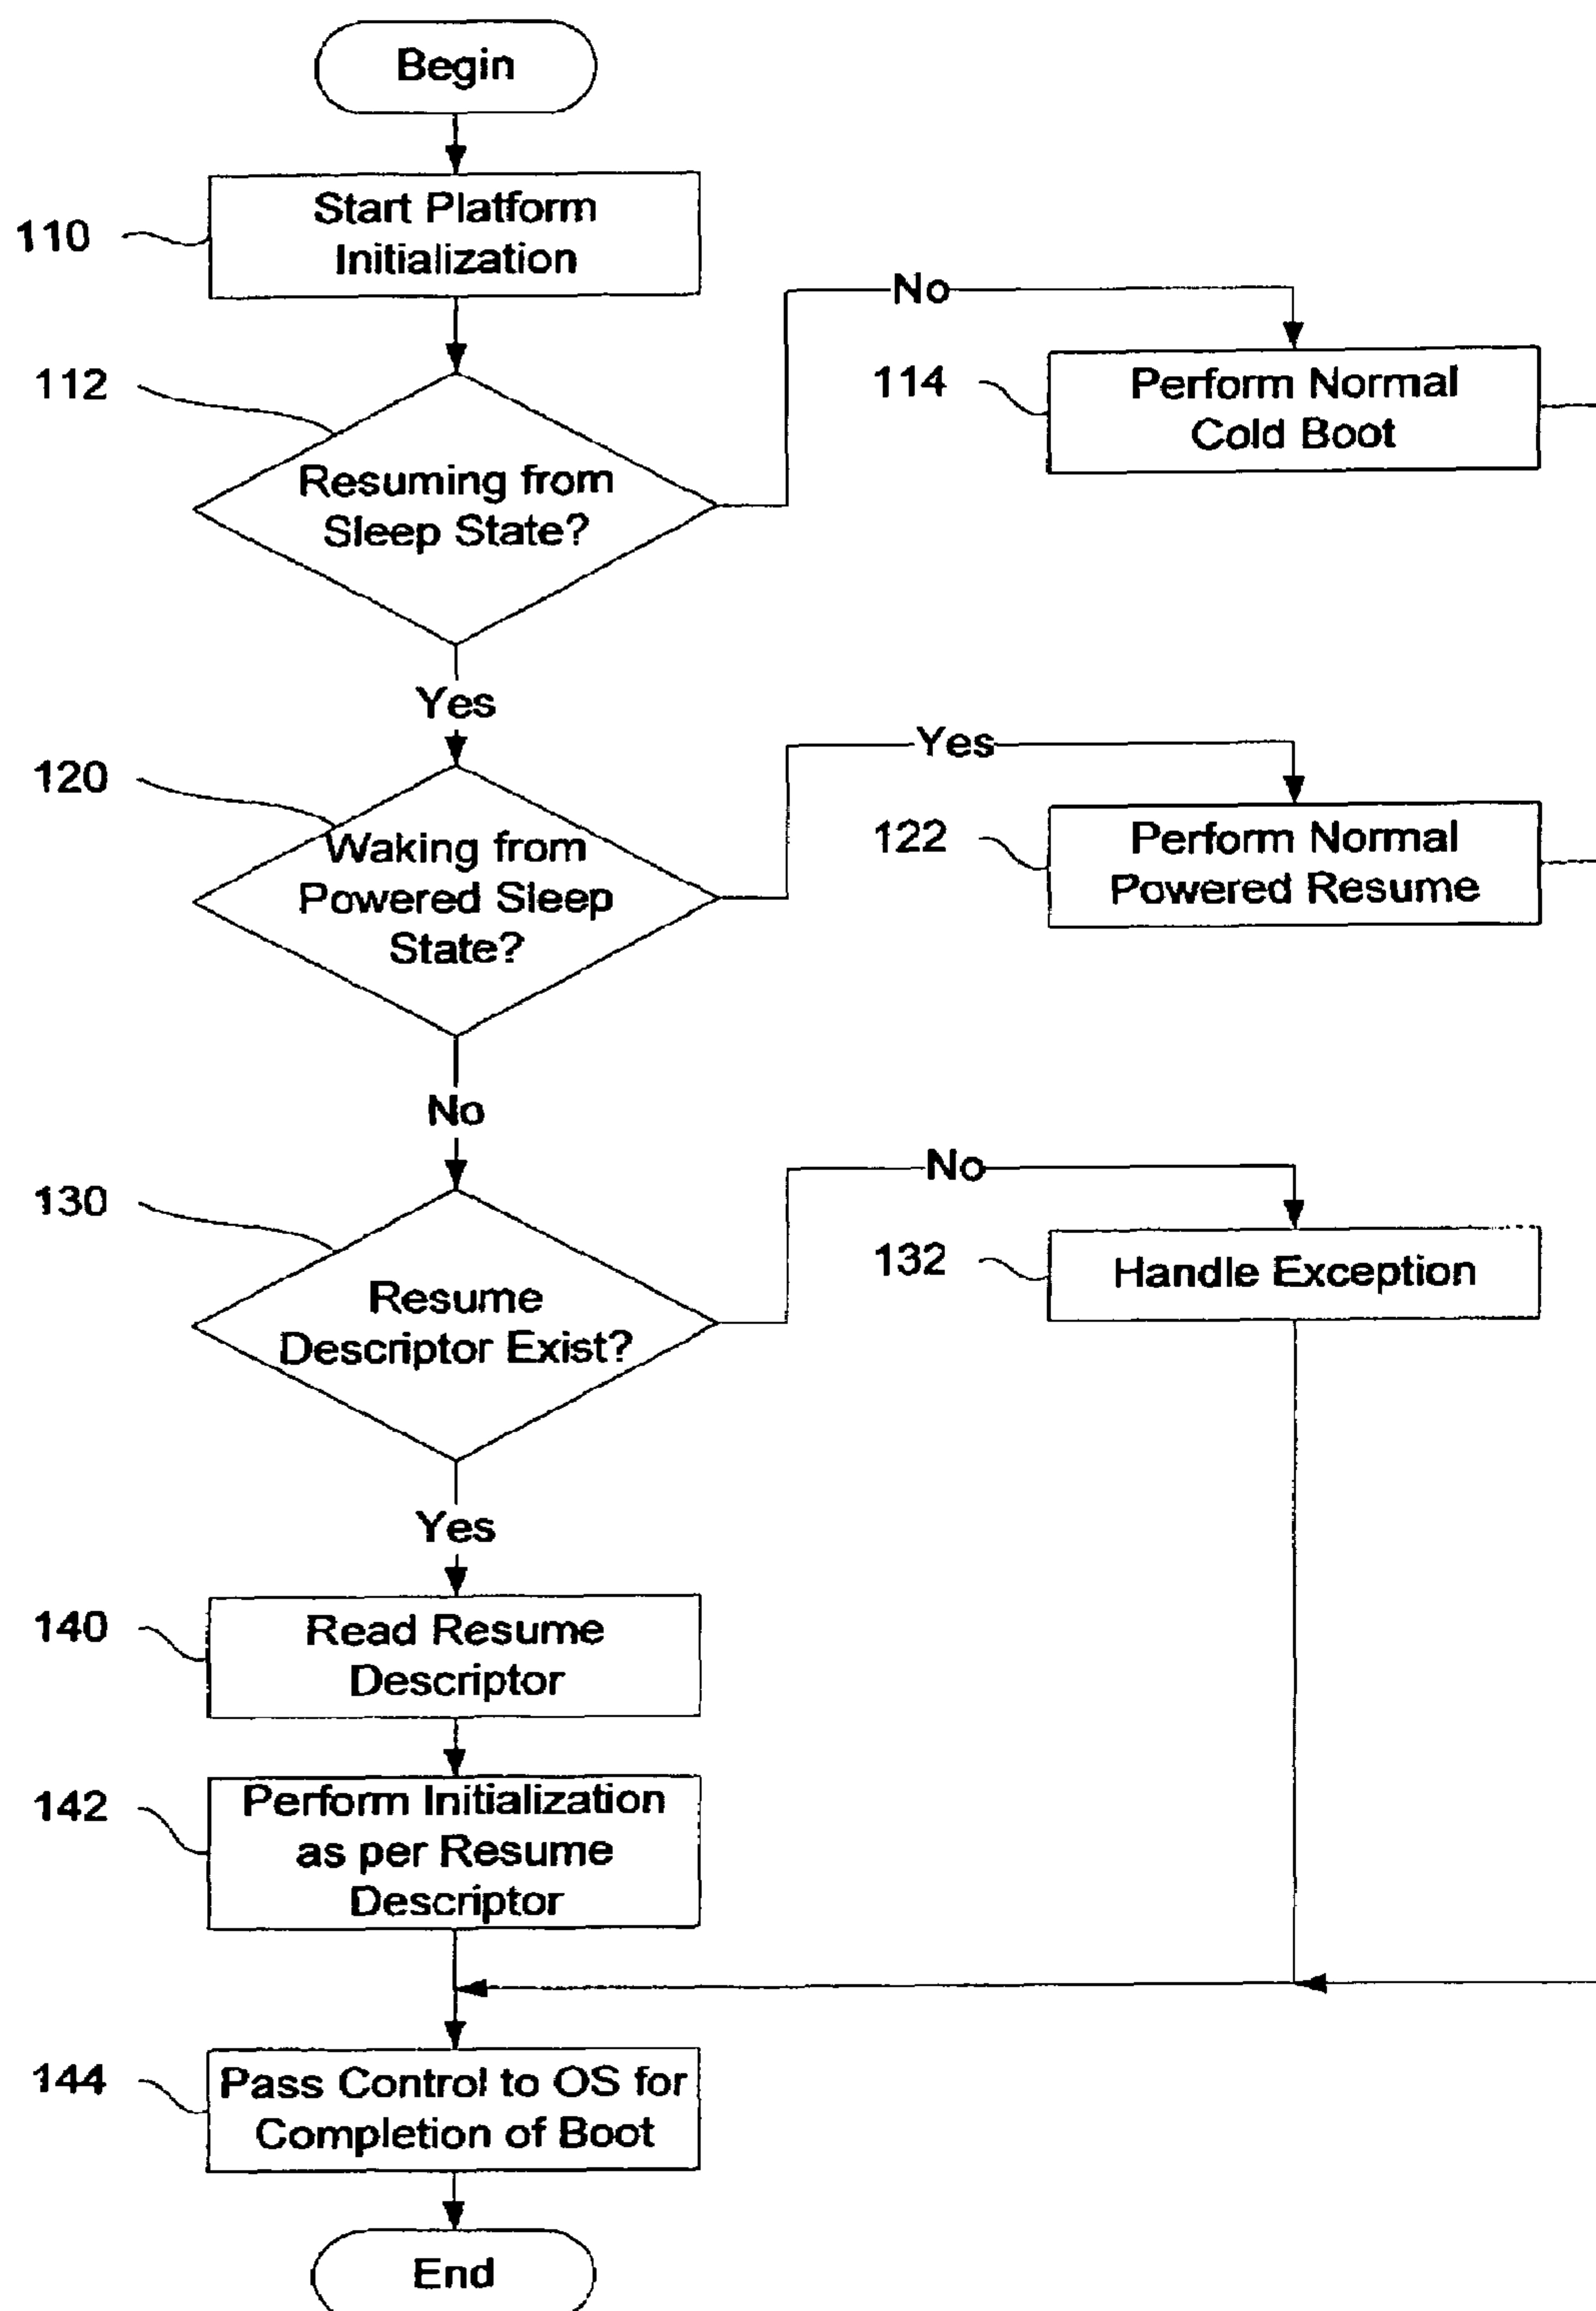 Begin
110
Start Platform
Initialization
No
112
114
Perform Normal
Cold Boot
Resuming from
Sleep State?
Yes
120
Yes
Waking from
Powered Sleep
State?
122
Perform Normal
Powered Resume
No
130
No
132
Handle Exception
Resume
Descriptor Exist?
Yes
140
Read Resume
Descriptor
142
Perform Initialization
as per Resume
Descriptor
144
Pass Control to OS for
Completion of Boot
End